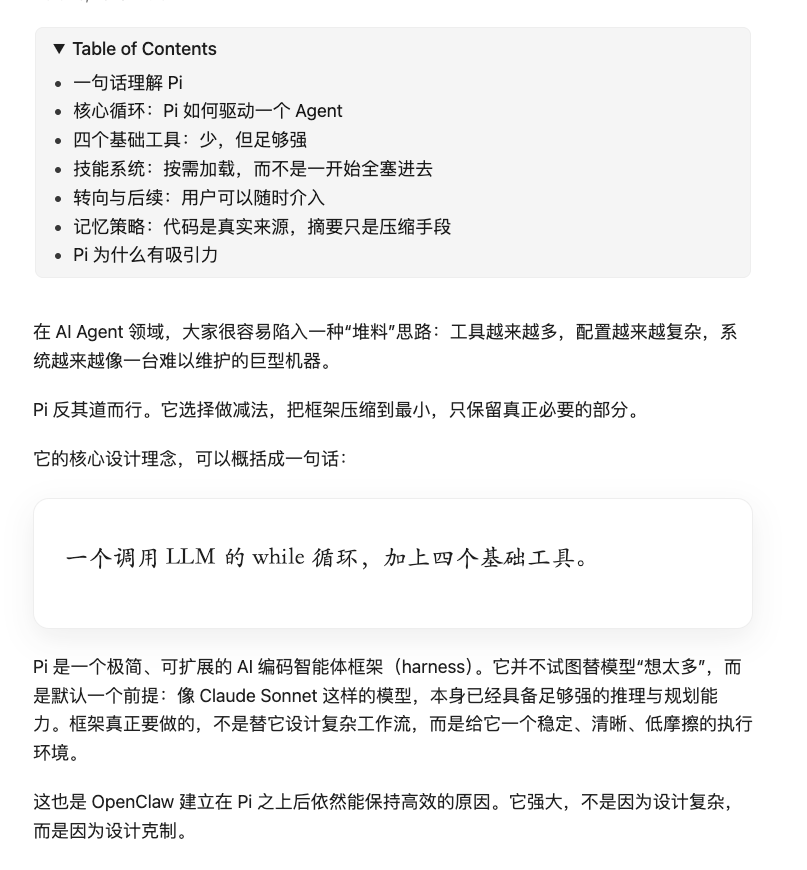 ▼ Table of Contents
• 一句话理解 Pi
• 核心循环：Pi 如何驱动一个 Agent
• 四个基础工具：少，但足够强
• 技能系统：按需加载，而不是一开始全塞进去
• 转向与后续：用户可以随时介入
• 记忆策略：代码是真实来源，摘要只是压缩手段
• Pi 为什么有吸引力
在 AI Agent 领域，大家很容易陷入一种“堆料”思路：工具越来越多，配置越来越复杂，系
统越来越像一台难以维护的巨型机器。
Pi 反其道而行。它选择做减法，把框架压缩到最小，只保留真正必要的部分。
它的核心设计理念，可以概括成一句话：
一个调用 LLM 的 while 循环，加上四个基础工具。
Pi 是一个极简、可扩展的 AI 编码智能体框架（harness）。它并不试图替模型“想太多”，而
是默认一个前提：像 Claude Sonnet 这样的模型，本身已经具备足够强的推理与规划能
力。框架真正要做的，不是替它设计复杂工作流，而是给它一个稳定、清晰、低摩擦的执行
环境。
这也是 OpenClaw 建立在 Pi 之上后依然能保持高效的原因。它强大，不是因为设计复杂，
而是因为设计克制。